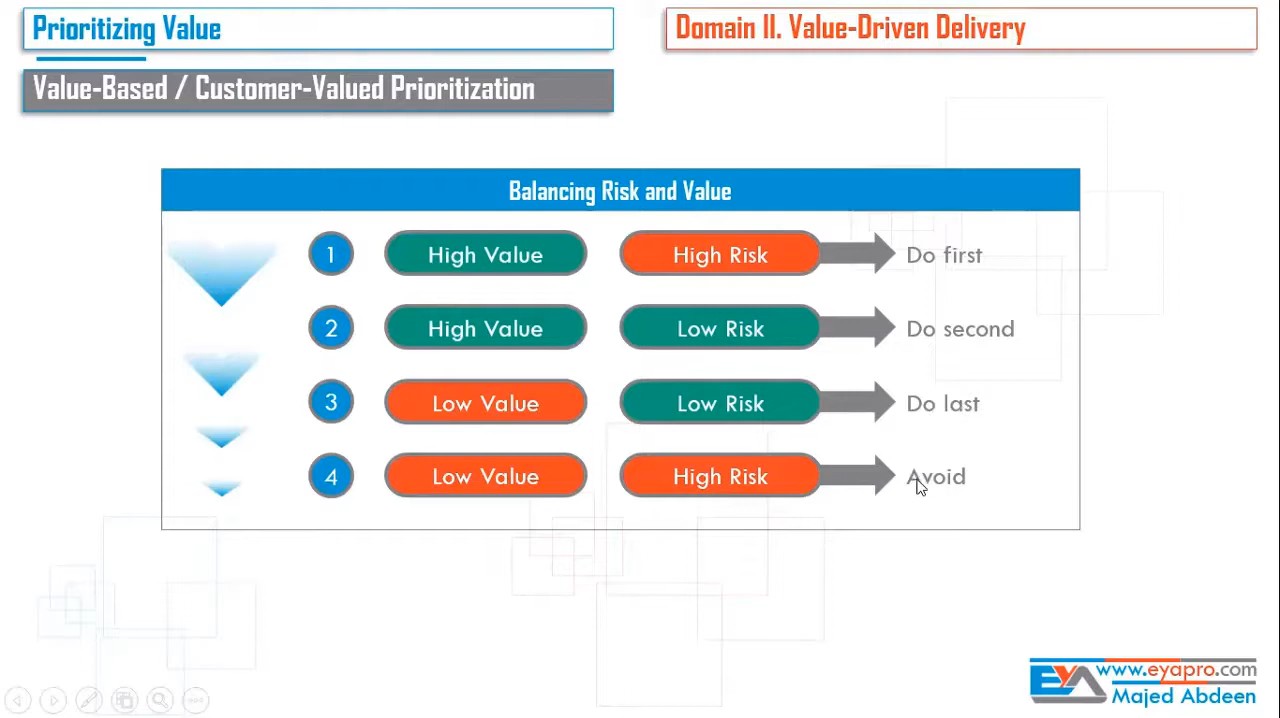 Prioritizing Value
Domain II. Value-Driven Delivery
Value-Based / Customer-Valued Prioritization
Balancing Risk and Value
1 High Value High Risk Do first
2 High Value Low Risk Do second
3 Low Value Low Risk Do last
4 Low Value High Risk Avoid
EYA www.eyapro.com
Majed Abdeen